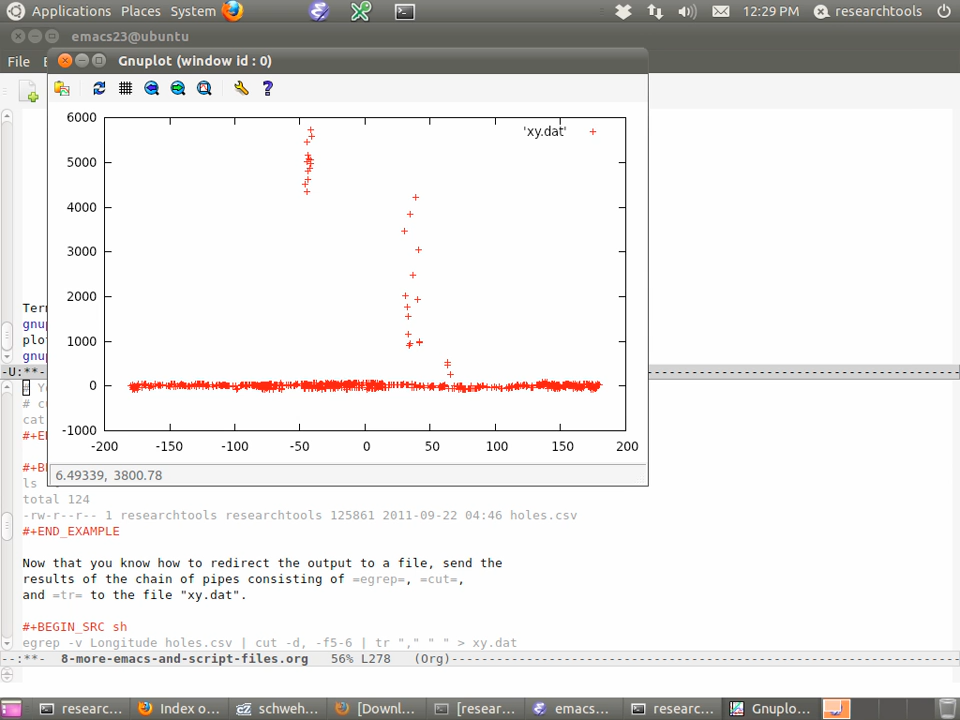 Applications Places System 12:29 PM researchtools
emacs23@ubuntu
File
Gnuplot (window id : 0)
6000
'xy.dat'
5000
4000
3000
2000
1000
0
-1000
-200 -150 -100 -50 0 50 100 150 200
6.49339, 3800.78
Ter
gnu
plo
gnu
-U:**-
# Y
# c
cat
#+E
#+B
ls
total 124
-rw-r--r-- 1 researchtools researchtools 125861 2011-09-22 04:46 holes.csv
#+END_EXAMPLE
Now that you know how to redirect the output to a file, send the
results of the chain of pipes consisting of =egrep=, =cut=,
and =tr= to the file "xy.dat".
#+BEGIN_SRC sh
egrep -v Longitude holes.csv | cut -d, -f5-6 | tr "," " " > xy.dat
--:**- 8-more-emacs-and-script-files.org 56% L278 (Org)
researc... Index o... schweh... [Downl... [resear... emacs... researc... Gnuplo...